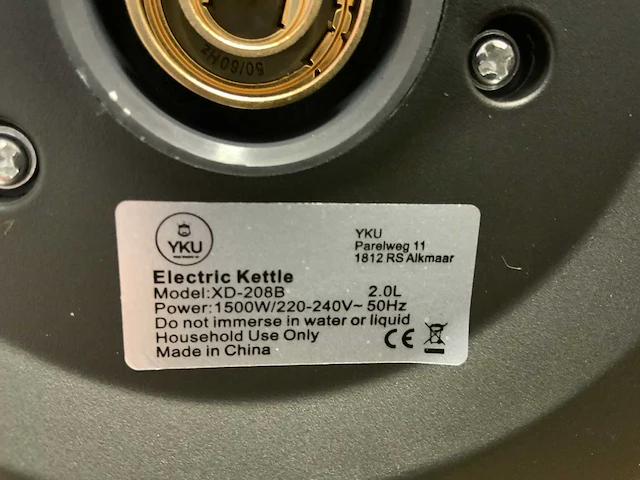 50/60Hz
YKU
YKU
Parelweg 11
1812 RS Alkmaar
Electric Kettle
Model:XD-208B 2.0L
Power:1500W/220-240V~ 50Hz
Do not immerse in water or liquid
Household Use Only
Made in China
CE